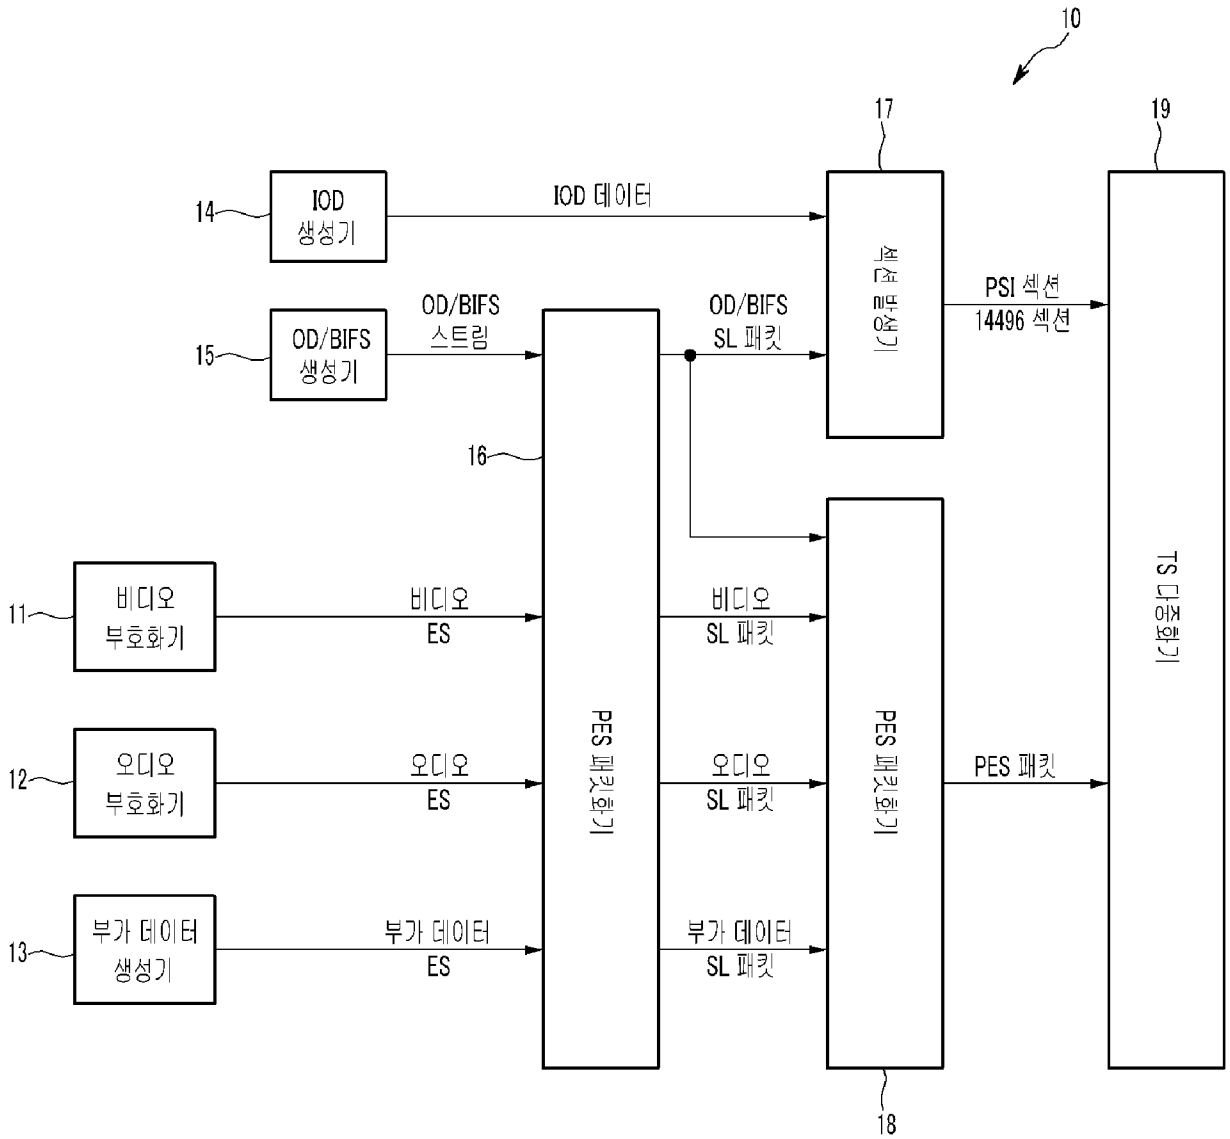 10
17
19
14
IOD
생성기
IOD 데이터
섹션 발생기
PSI 섹션
14496 섹션
15
OD/BIFS
생성기
OD/BIFS
스트림
OD/BIFS
SL 패킷
16
11
비디오
부호화기
비디오
ES
비디오
SL 패킷
TS 다중화기
12
오디오
부호화기
오디오
ES
PES 패킷화기
오디오
SL 패킷
PES 패킷화기
PES 패킷
13
부가 데이터
생성기
부가 데이터
ES
부가 데이터
SL 패킷
18